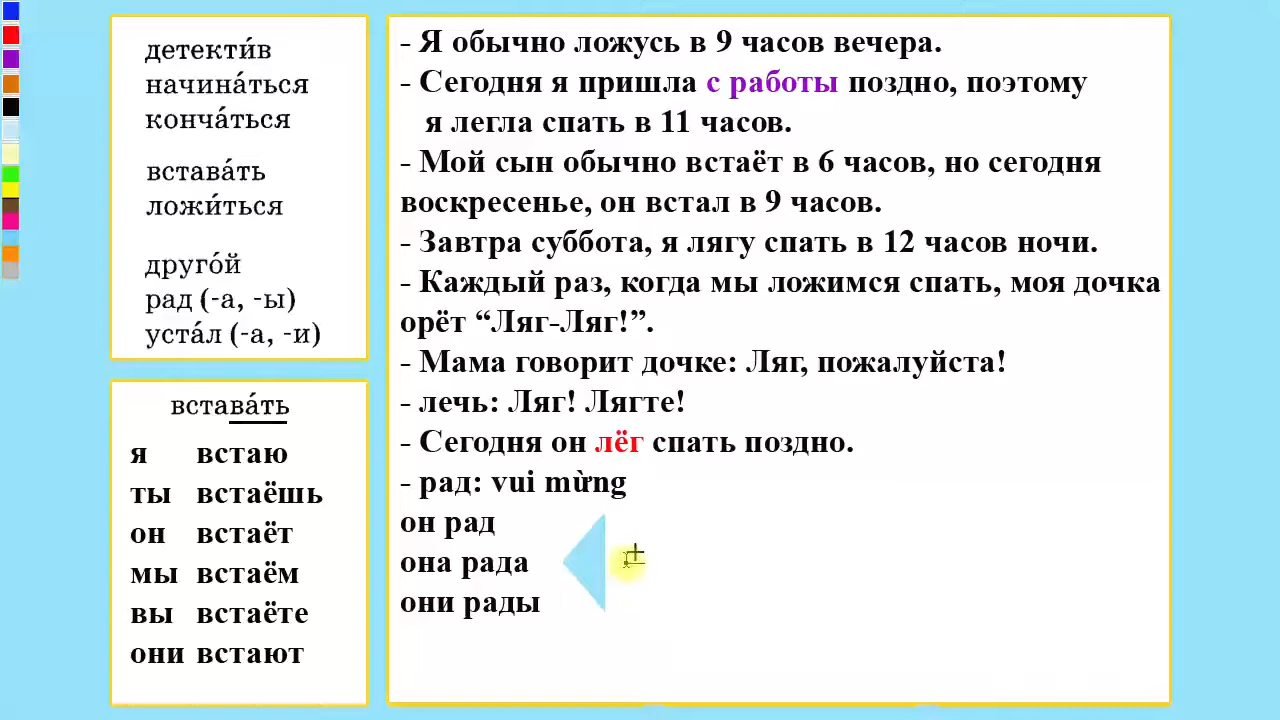 детекти́в
начина́ться
конча́ться
встава́ть
ложи́ться
друго́й
рад (-а, -ы)
уста́л (-а, -и)
встава́ть
я встаю
ты встаёшь
он встаёт
мы встаём
вы встаёте
они встают
- Я обычно ложусь в 9 часов вечера.
- Сегодня я пришла с работы поздно, поэтому
я легла спать в 11 часов.
- Мой сын обычно встаёт в 6 часов, но сегодня
воскресенье, он встал в 9 часов.
- Завтра суббота, я лягу спать в 12 часов ночи.
- Каждый раз, когда мы ложимся спать, моя дочка
орёт “Ляг-Ляг!”.
- Мама говорит дочке: Ляг, пожалуйста!
- лечь: Ляг! Лягте!
- Сегодня он лёг спать поздно.
- рад: vui mừng
он рад
она рада
они рады